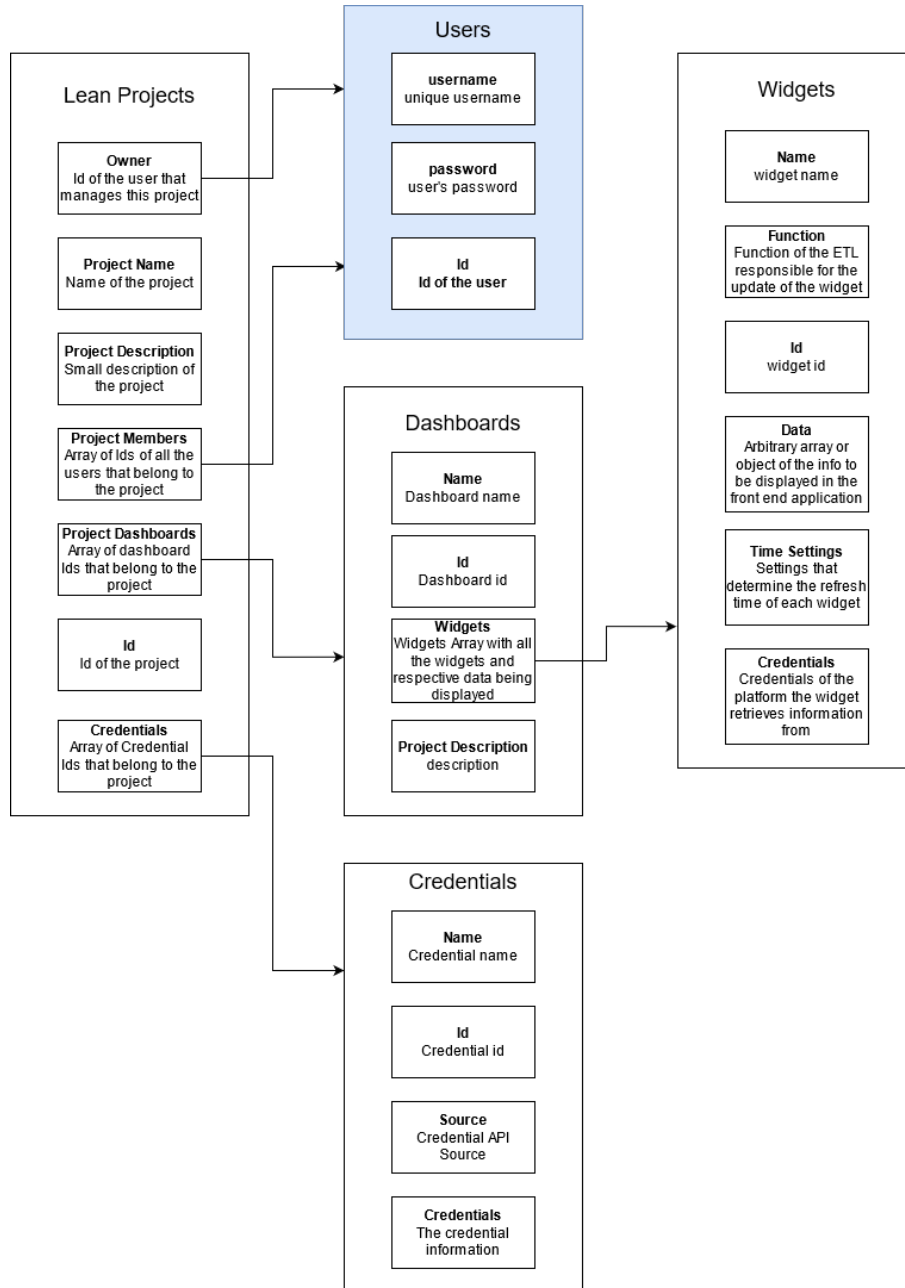 Lean Projects
Owner
Id of the user that
manages this project
Project Name
Name of the project
Project Description
Small description of
the project
Project Members
Array of Ids of all the
users that belong to
the project
Project Dashboards
Array of dashboard
Ids that belong to the
project
Id
Id of the project
Credentials
Array of Credential
Ids that belong to the
project
Users
username
unique username
password
user's password
Id
Id of the user
Dashboards
Name
Dashboard name
Id
Dashboard id
Widgets
Widgets Array with all
the widgets and
respective data being
displayed
Project Description
description
Credentials
Name
Credential name
Id
Credential id
Source
Credential API
Source
Credentials
The credential
information
Widgets
Name
widget name
Function
Function of the ETL
responsible for the
update of the widget
Id
widget id
Data
Arbitrary array or
object of the info to
be displayed in the
front end application
Time Settings
Settings that
determine the refresh
time of each widget
Credentials
Credentials of the
platform the widget
retrieves information
from